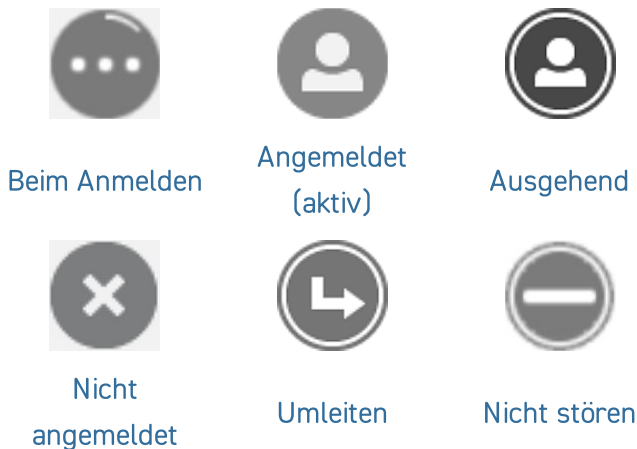 Beim Anmelden
Angemeldet
(aktiv)
Ausgehend
Nicht
angemeldet
Umleiten
Nicht stören